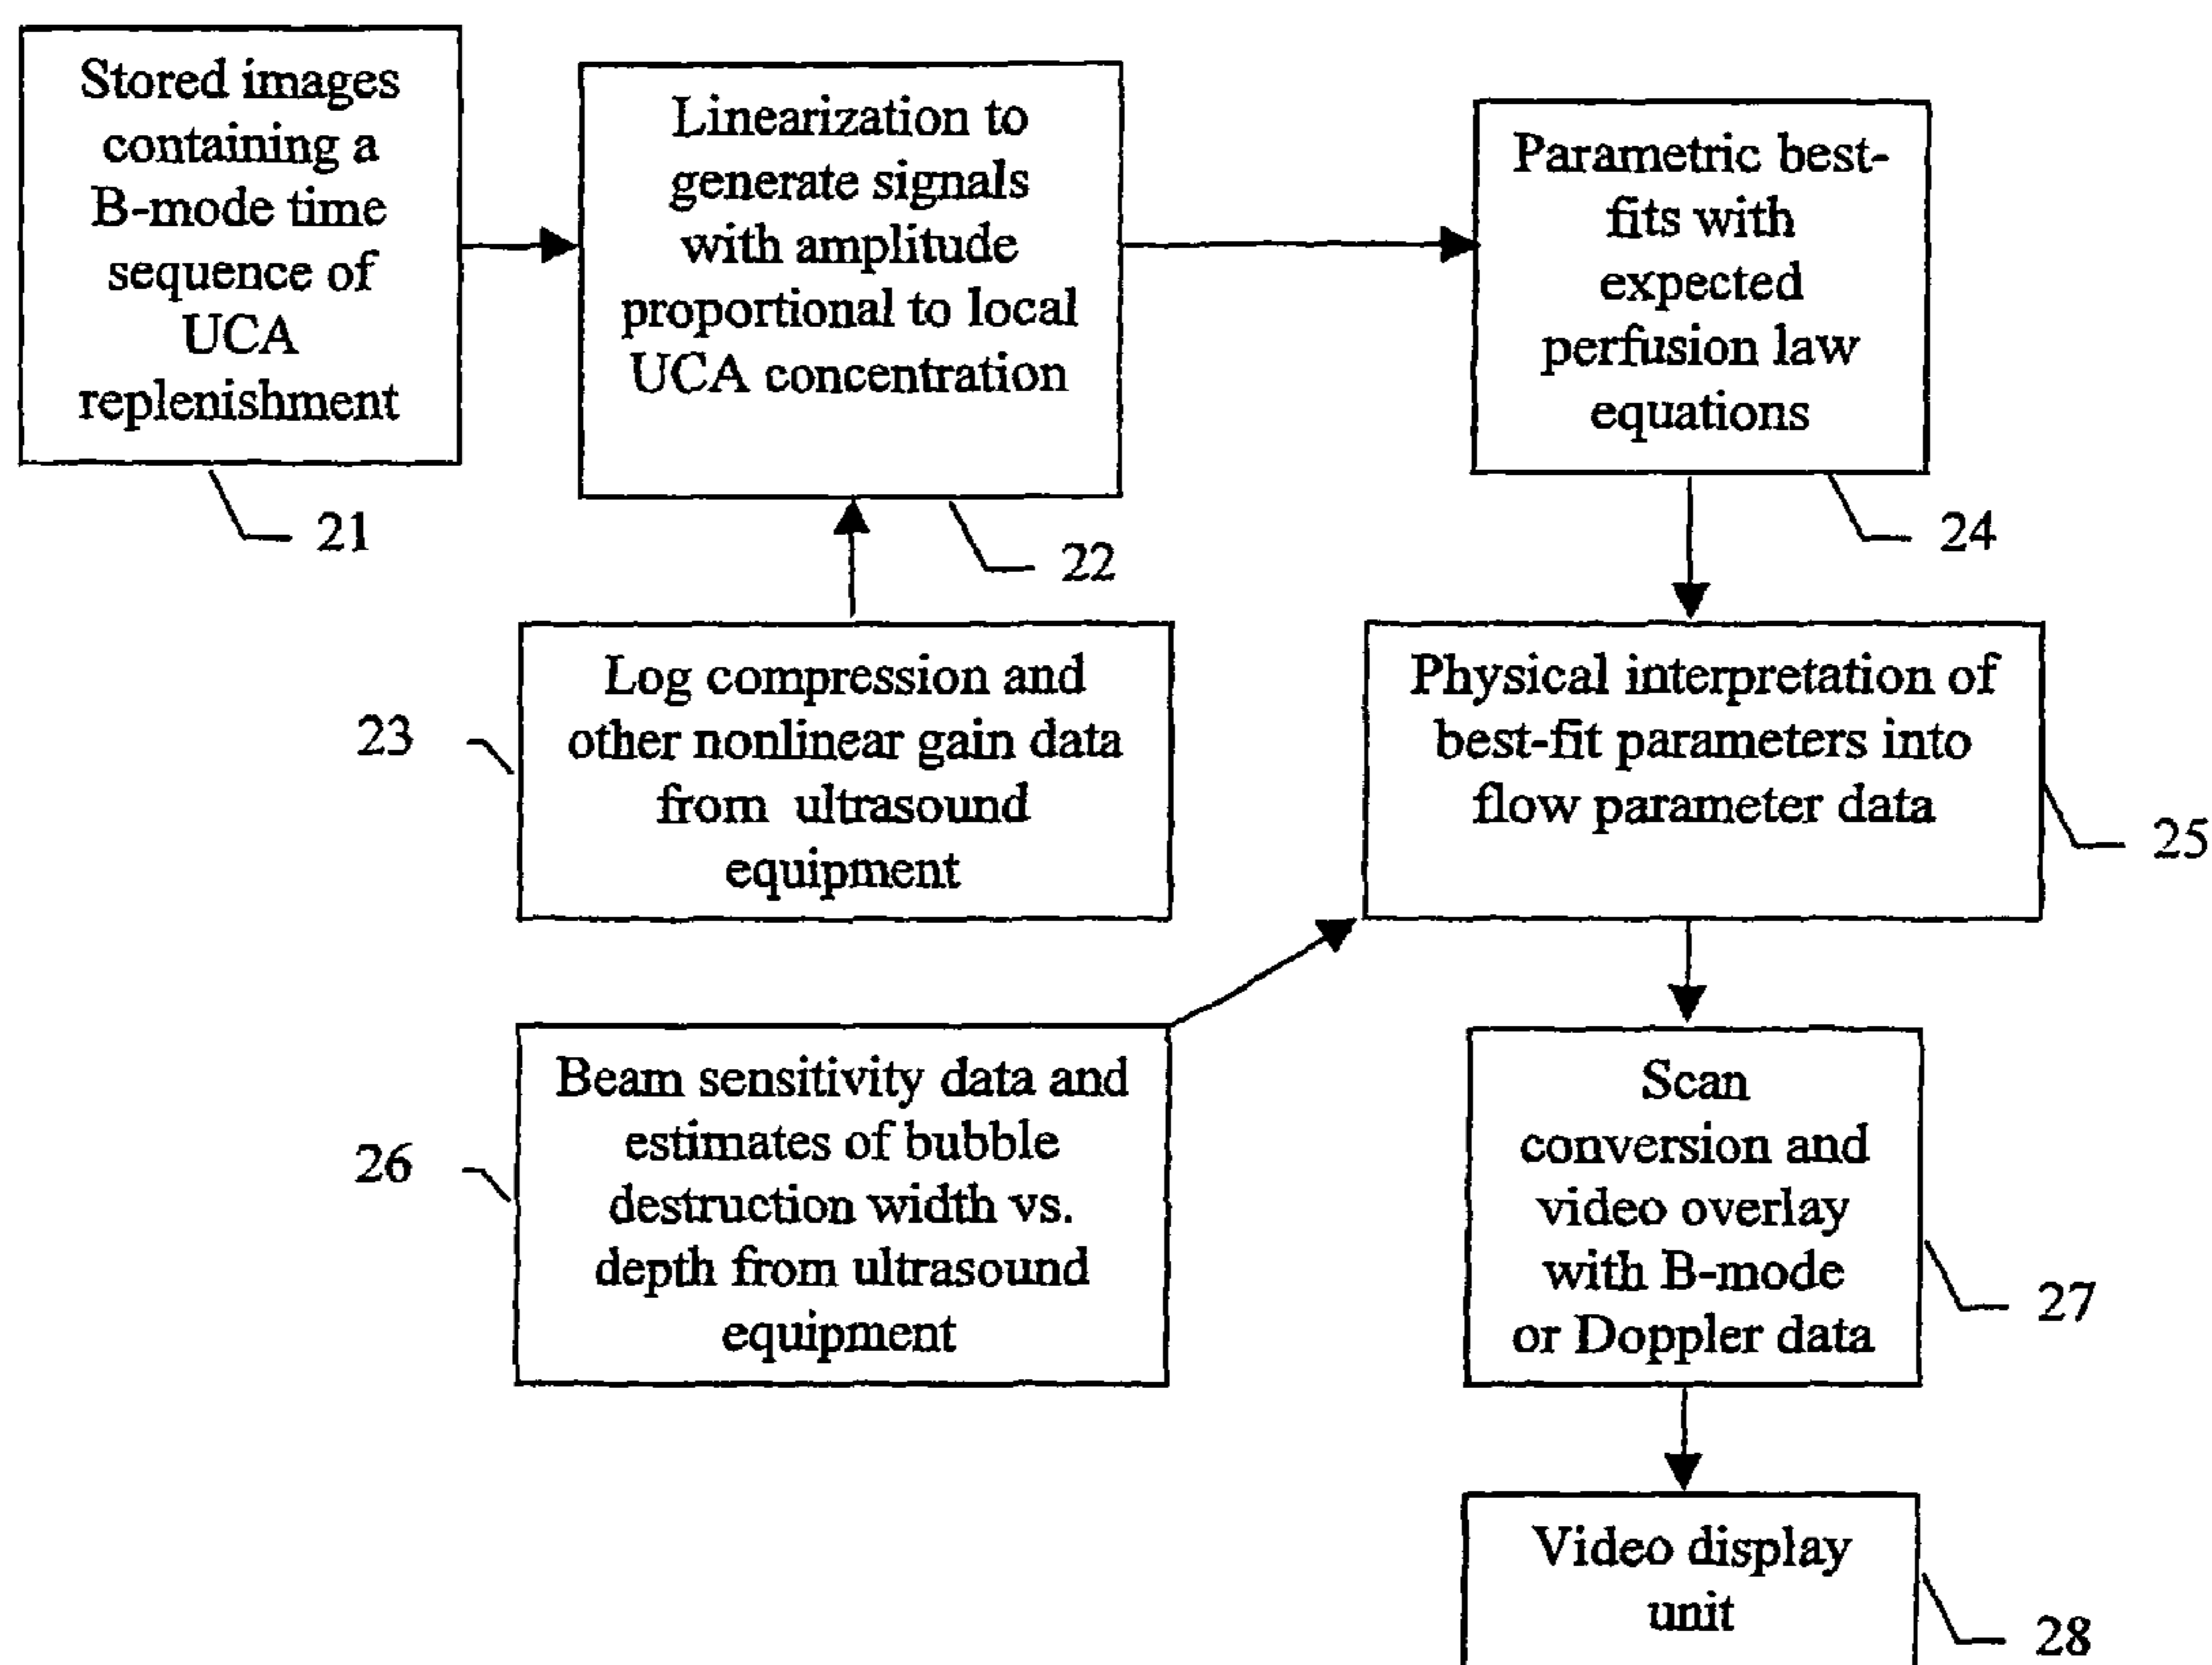 Stored images
containing a
B-mode time
sequence of
UCA
replenishment
21
Linearization to
generate signals
with amplitude
proportional to local
UCA concentration
22
Parametric best-
fits with
expected
perfusion law
equations
24
23
Log compression and
other nonlinear gain data
from ultrasound
equipment
Physical interpretation of
best-fit parameters into
flow parameter data
25
26
Beam sensitivity data and
estimates of bubble
destruction width vs.
depth from ultrasound
equipment
Scan
conversion and
video overlay
with B-mode
or Doppler data
27
Video display
unit
28